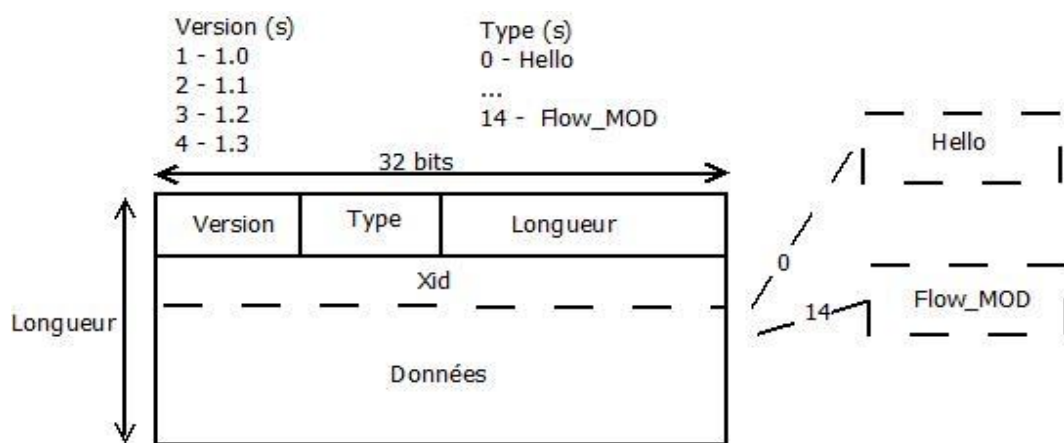 Version (s)
1 - 1.0
2 - 1.1
3 - 1.2
4 - 1.3
Type (s)
0 - Hello
...
14 - Flow_MOD
32 bits
Version
Type
Longueur
Xid
Longueur
Données
0
14
Hello
Flow_MOD